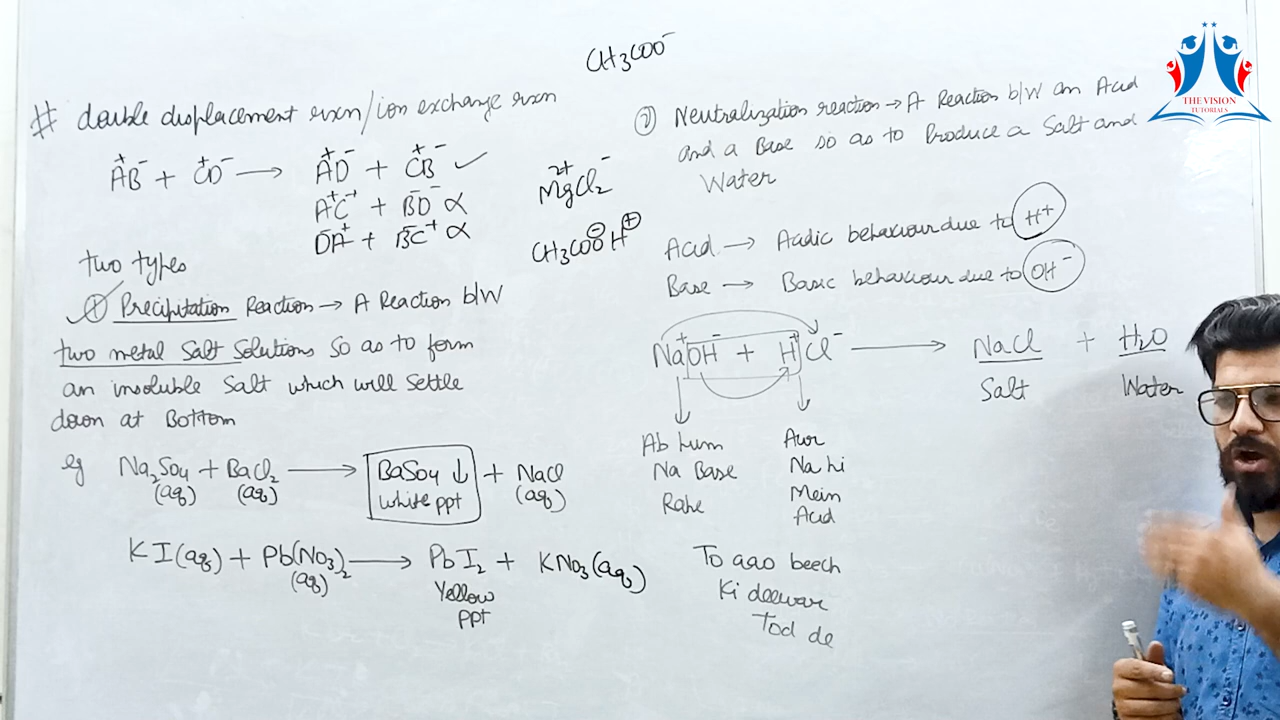 CH3COO⁻
# double displacement rxn/ion exchange rxn
A⁺B⁻ + C⁺D⁻ → A⁺D⁻ + C⁺B⁻ ✓
A⁺C⁺ + B⁻D⁻ ∝
D⁻A⁺ + B⁻C⁺ ∝
Mg²⁺Cl2⁻
CH3COO⁻H⁺
two types
① Precipitation Reaction → A Reaction b/w
two metal Salt Solutions so as to form
an insoluble Salt which will Settle
down at Bottom
eg Na2SO4 + BaCl2 → BaSO4 ↓ + NaCl
(aq) (aq) white ppt (aq)
KI(aq) + Pb(NO3)2 → PbI2 + KNO3(aq)
(aq) Yellow
ppt
② Neutralization reaction → A Reaction b/w an Acid
and a Base so as to Produce a Salt and
Water
Acid → Acidic behaviour due to H+
Base → Basic behaviour due to OH⁻
Na⁺OH⁻ + H⁺Cl⁻ → NaCl + H2O
Salt Water
Ab hum
Na Base
Rahe
Aur
Na hi
Mein
Acid
To aao beech
Ki deewar
Tod de
THE VISION
TUTORIALS